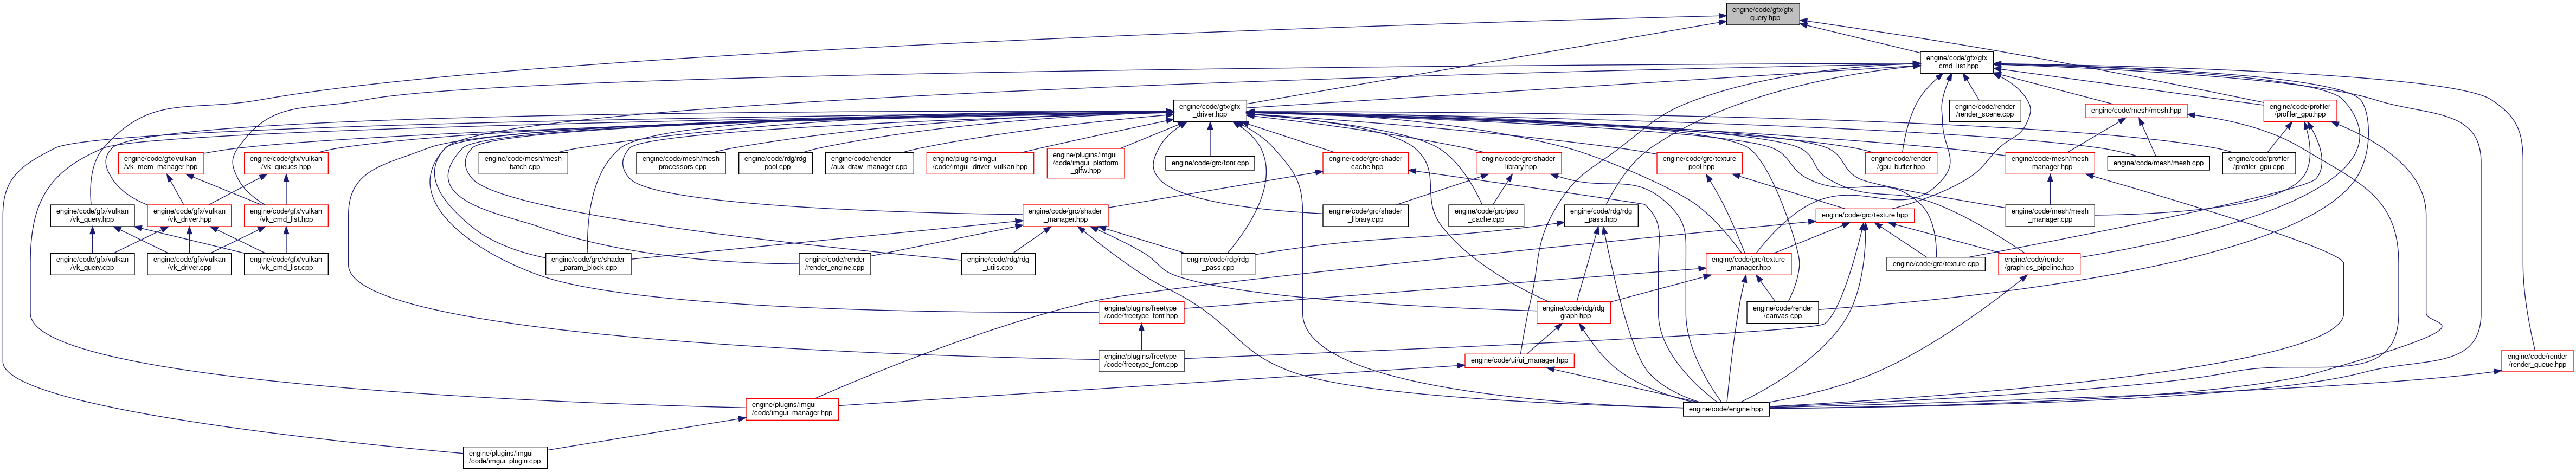 engine/code/gfx/gfx
_query.hpp
engine/code/gfx/gfx
_cmd_list.hpp
engine/code/gfx/gfx
_driver.hpp
engine/code/render
/render_scene.cpp
engine/code/mesh/mesh.hpp
engine/code/profiler
/profiler_gpu.hpp
engine/code/gfx/vulkan
/vk_mem_manager.hpp
engine/code/gfx/vulkan
/vk_queues.hpp
engine/code/mesh/mesh
_batch.cpp
engine/code/mesh/mesh
_processors.cpp
engine/code/rdg/rdg
_pool.cpp
engine/code/render
/aux_draw_manager.cpp
engine/plugins/imgui
/code/imgui_driver_vulkan.hpp
engine/plugins/imgui
/code/imgui_platform
_glfw.hpp
engine/code/grc/font.cpp
engine/code/grc/shader
_cache.hpp
engine/code/grc/shader
_library.hpp
engine/code/grc/texture
_pool.hpp
engine/code/render
/gpu_buffer.hpp
engine/code/mesh/mesh
_manager.hpp
engine/code/mesh/mesh.cpp
engine/code/profiler
/profiler_gpu.cpp
engine/code/gfx/vulkan
/vk_query.hpp
engine/code/gfx/vulkan
/vk_driver.hpp
engine/code/gfx/vulkan
/vk_cmd_list.hpp
engine/code/grc/shader
_manager.hpp
engine/code/grc/shader
_library.cpp
engine/code/grc/pso
_cache.cpp
engine/code/rdg/rdg
_pass.hpp
engine/code/grc/texture.hpp
engine/code/mesh/mesh
_manager.cpp
engine/code/gfx/vulkan
/vk_query.cpp
engine/code/gfx/vulkan
/vk_driver.cpp
engine/code/gfx/vulkan
/vk_cmd_list.cpp
engine/code/grc/shader
_param_block.cpp
engine/code/render
/render_engine.cpp
engine/code/rdg/rdg
_utils.cpp
engine/code/rdg/rdg
_pass.cpp
engine/code/grc/texture
_manager.hpp
engine/code/grc/texture.cpp
engine/code/render
/graphics_pipeline.hpp
engine/plugins/freetype
/code/freetype_font.hpp
engine/code/rdg/rdg
_graph.hpp
engine/code/render
/canvas.cpp
engine/plugins/freetype
/code/freetype_font.cpp
engine/code/ui/ui_manager.hpp
engine/code/render
/render_queue.hpp
engine/plugins/imgui
/code/imgui_manager.hpp
engine/code/engine.hpp
engine/plugins/imgui
/code/imgui_plugin.cpp